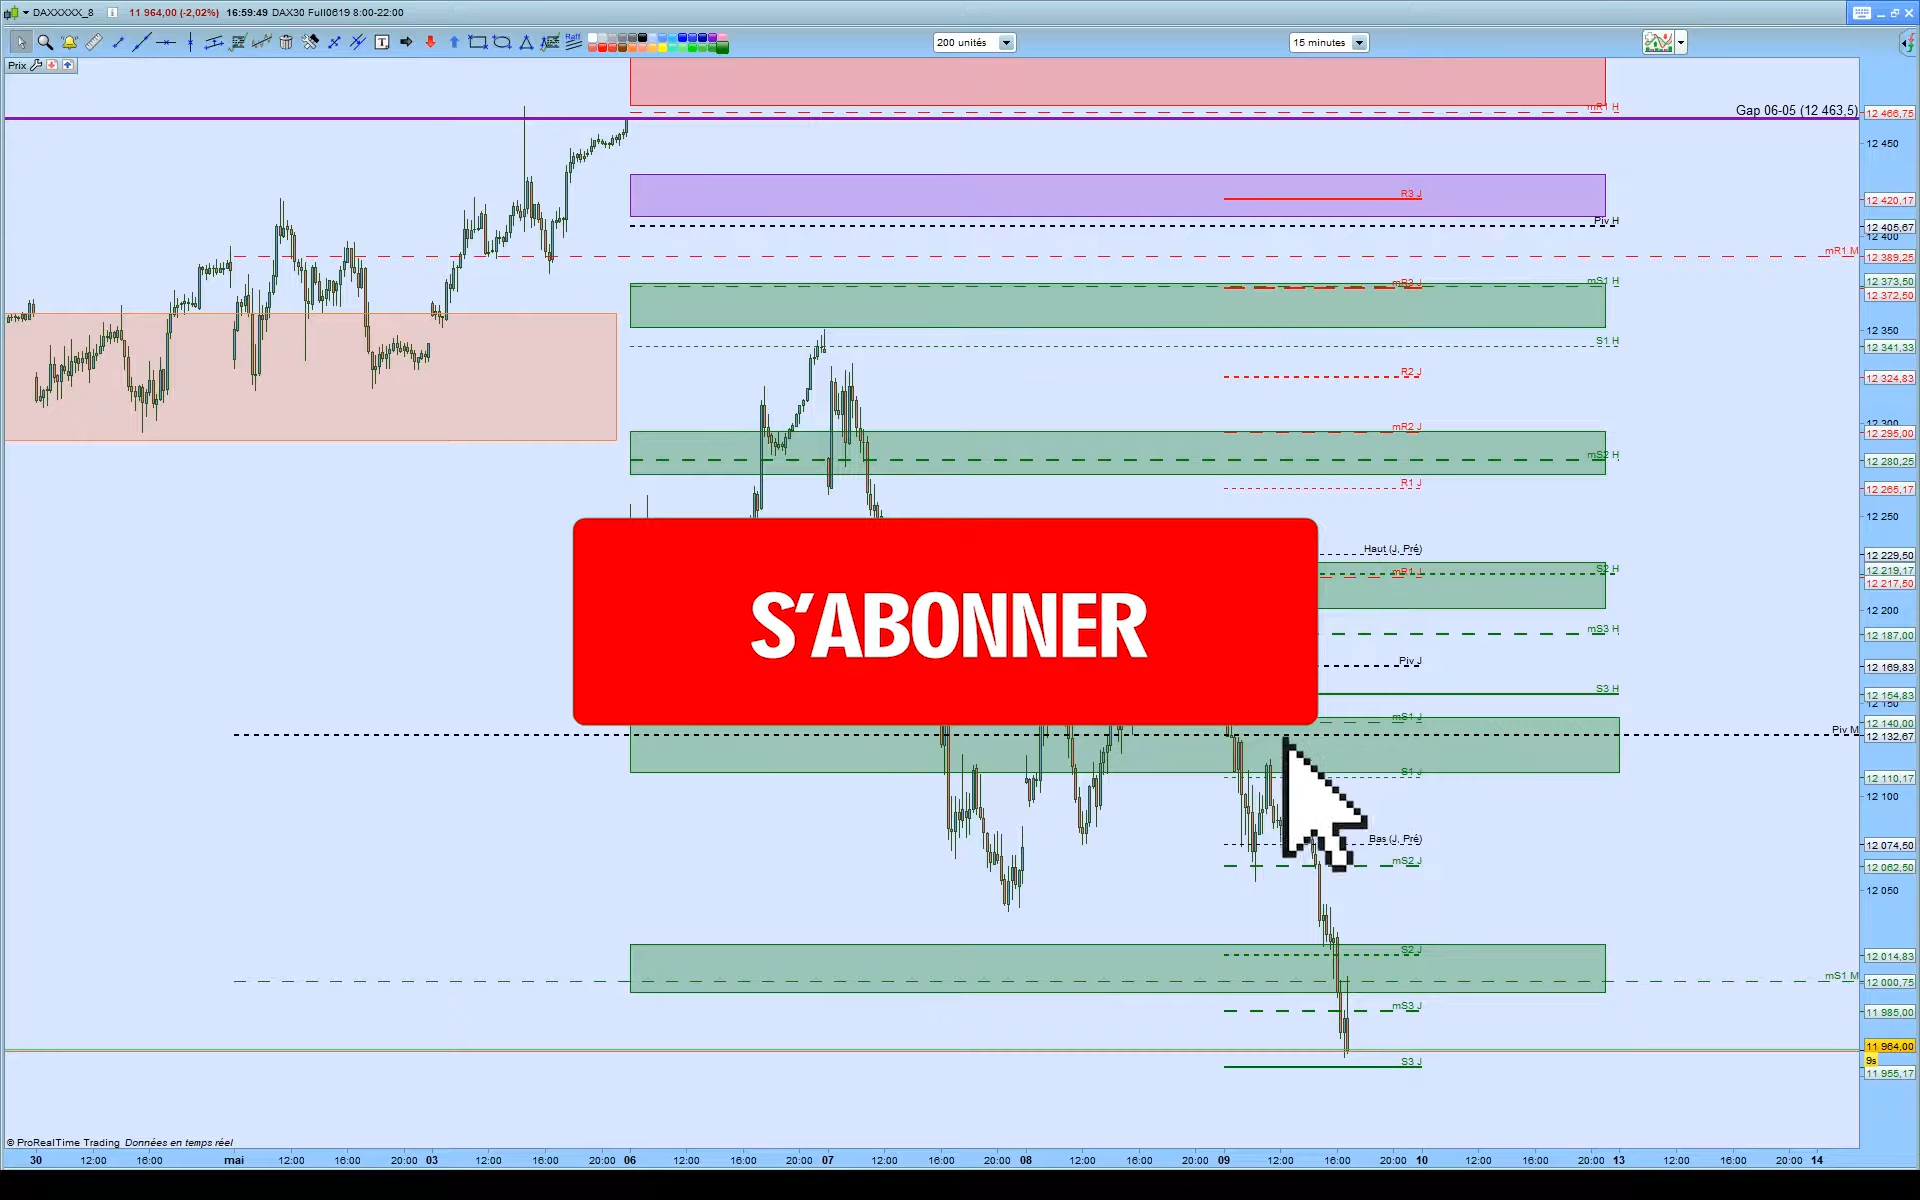 DAXXXXX_8 11 964,00 (-2,02%) 16:59:49 DAX30 Full0619 8:00-22:00
Raff
200 unités
15 minutes
Prix
mR1 H
Gap 06-05 (12 463,5)
12 466,75
12 450
R3 J
12 420,17
Piv H
12 405,67
12 400
mR1 M
12 389,25
mS1 H
mR3 J
12 373,50
12 372,50
12 350
S1 H
12 341,33
R2 J
12 324,83
12 300
mR2 J
12 295,00
mS2 H
12 280,25
R1 J
12 265,17
12 250
Haut (J, Pré)
12 229,50
S2 H
mR1 J
12 219,17
12 217,50
12 200
S'ABONNER
mS3 H
12 187,00
Piv J
12 169,83
S3 H
12 154,83
12 150
mS1 J
12 140,00
Piv M
12 132,67
S1 J
12 110,17
12 100
Bas (J, Pré)
12 074,50
mS2 J
12 062,50
12 050
S2 J
12 014,83
mS1 M
12 000,75
mS3 J
11 985,00
11 964,00
9s
S3 J
11 955,17
© ProRealTime Trading Données en temps réel
30 12:00 16:00 mai 12:00 16:00 20:00 03 12:00 16:00 20:00 06 12:00 16:00 20:00 07 12:00 16:00 20:00 08 12:00 16:00 20:00 09 12:00 16:00 20:00 10 12:00 16:00 20:00 13 12:00 16:00 20:00 14